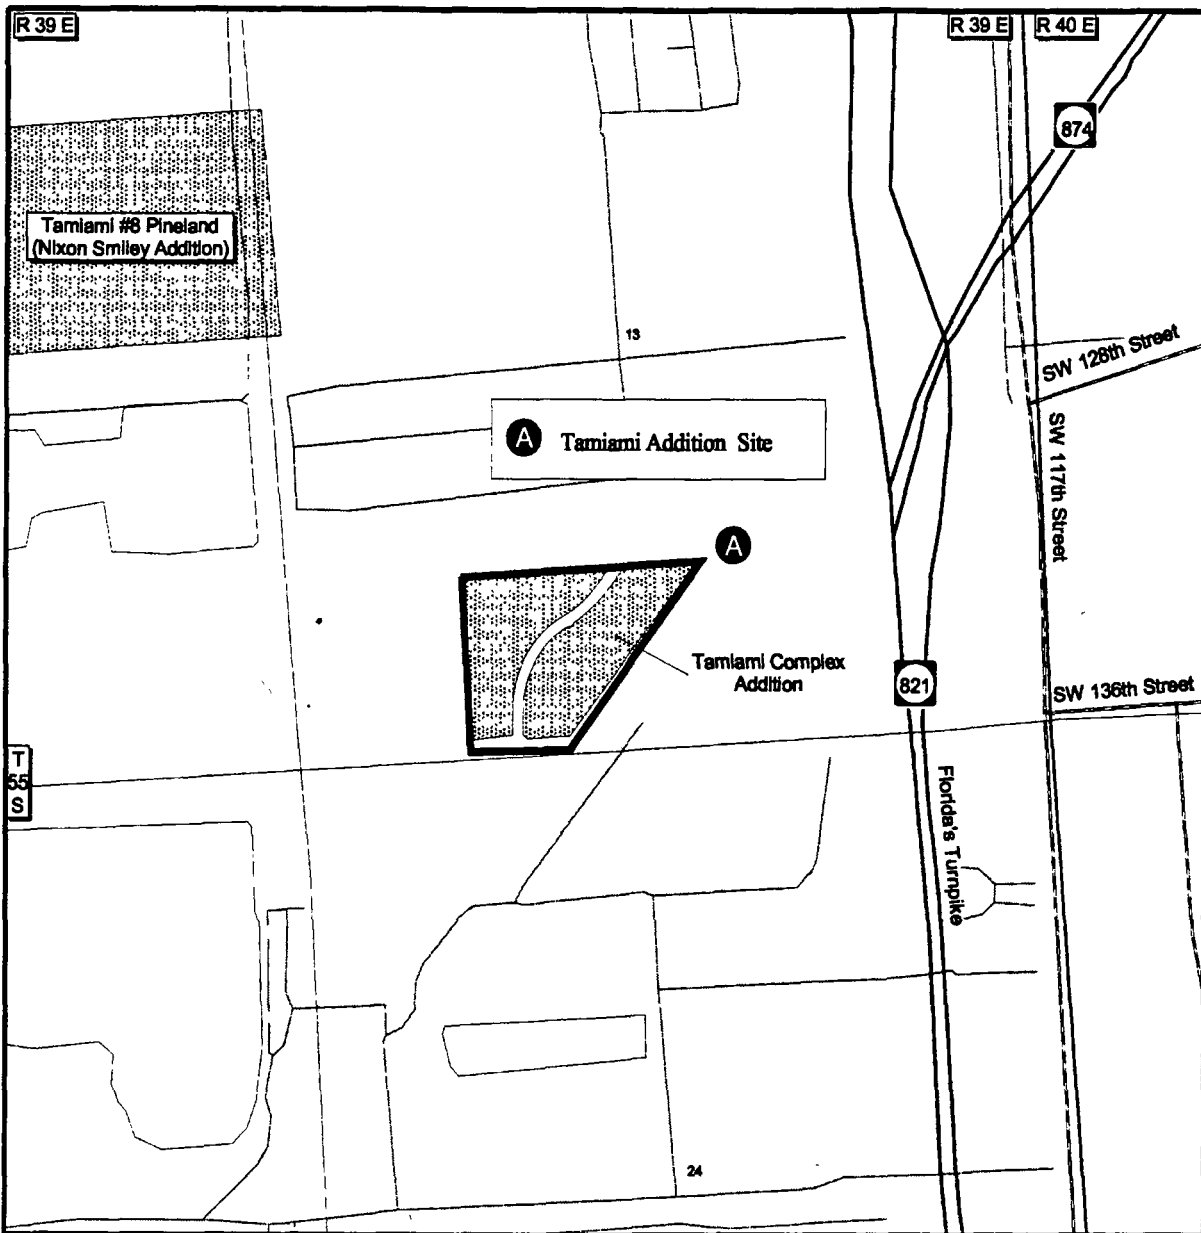 R 39 E
R 39 E
R 40 E
874
Tamiami #8 Pineland
(Nixon Smiley Addition)
13
SW 128th Street
A Tamiami Addition Site
SW 117th Street
A
Tamiami Complex
Addition
821
SW 136th Street
T
55
S
Florida's Turnpike
24